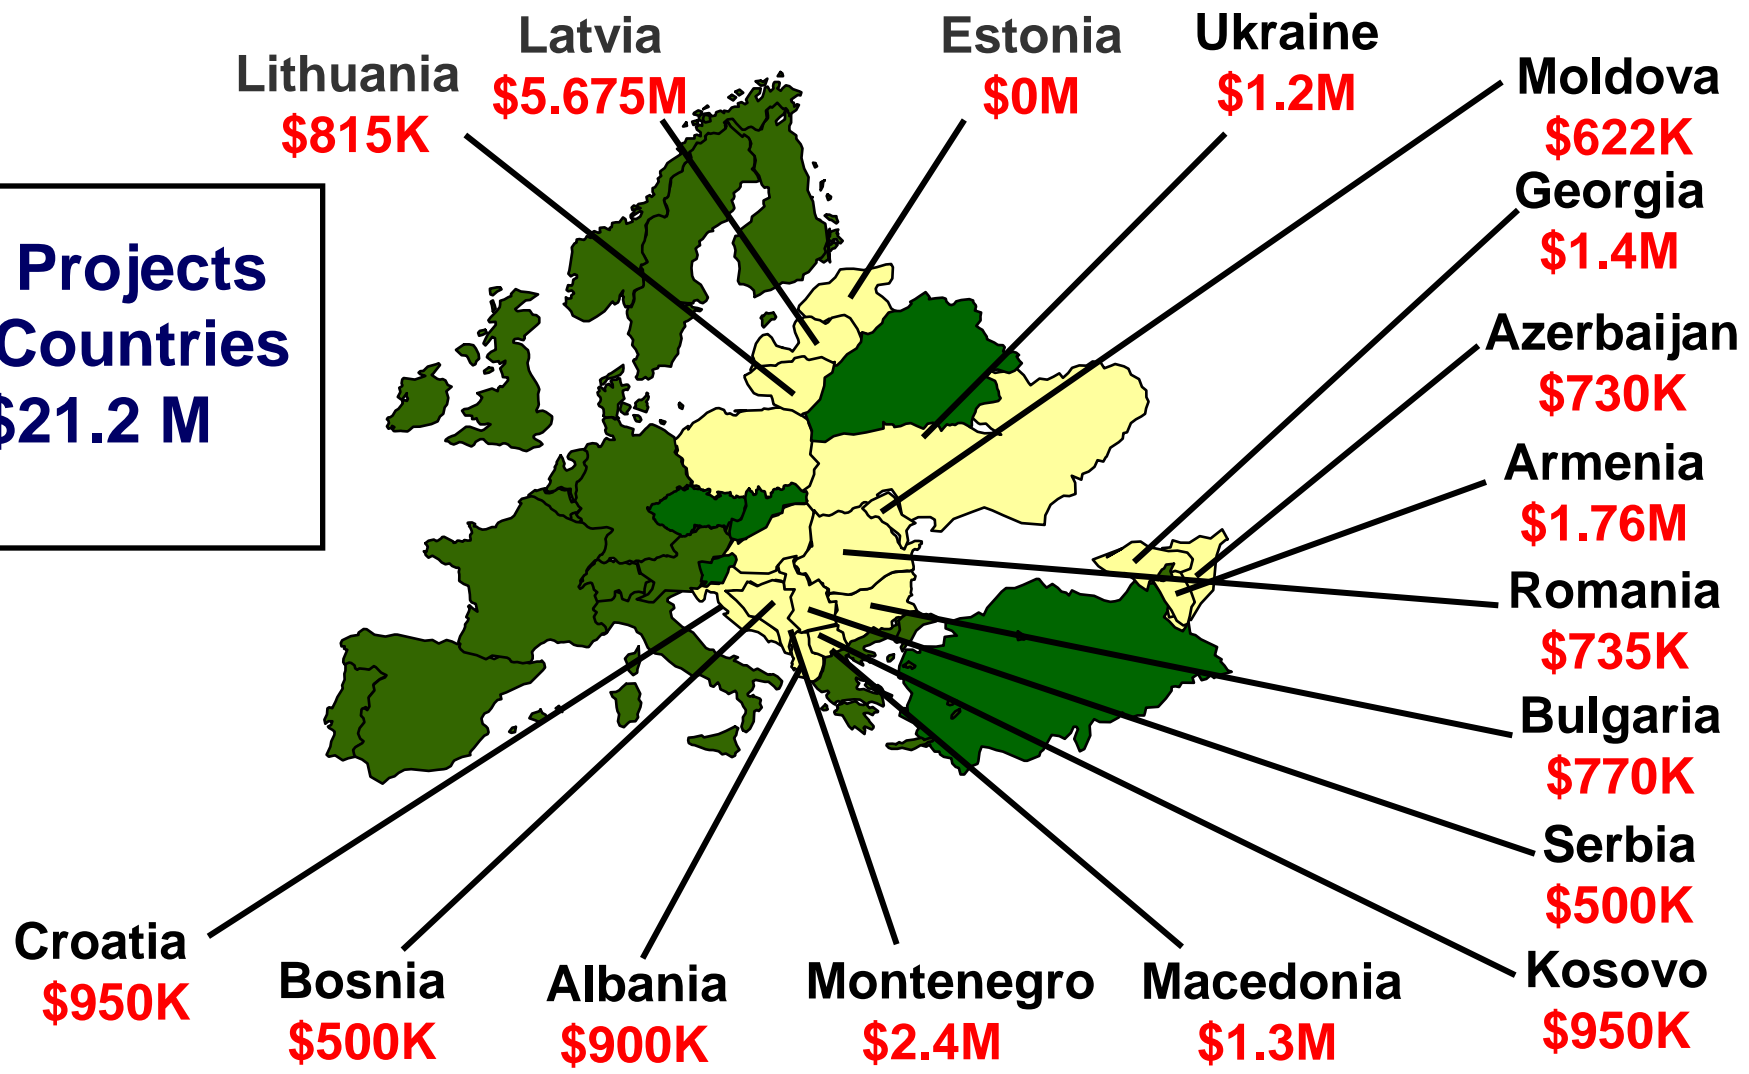 Latvia
$5.675M
Estonia
$0M
Ukraine
$1.2M
Lithuania
$815K
Moldova
$622K
Georgia
$1.4M
Projects
Countries
$21.2 M
Azerbaijan
$730K
Armenia
$1.76M
Romania
$735K
Bulgaria
$770K
Serbia
$500K
Kosovo
$950K
Croatia
$950K
Bosnia
$500K
Albania
$900K
Montenegro
$2.4M
Macedonia
$1.3M